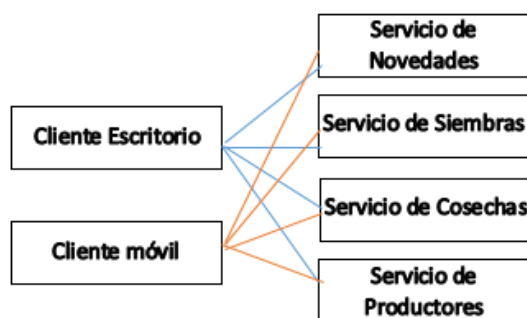 Servicio de
Novedades
Cliente Escritorio
Servicio de Siembras
Servicio de Cosechas
Cliente móvil
Servicio de
Productores